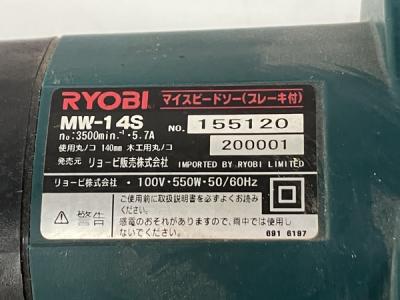 RYOBI マイスピードソー(ブレーキ付)
MW-14S NO. 155120
no:3500min.⁻¹・5.7A 200001
使用丸ノコ 140mm 木工用丸ノコ
発売元 リョービ販売株式会社 IMPORTED BY RYOBI LIMITED
リョービ株式会社 ・100V・550W・50/60Hz
警告
ご使用前に取扱説明書を必ずよくお読みください。
感電のおそれがありますので、雨中では使用しないでください。
691 6187